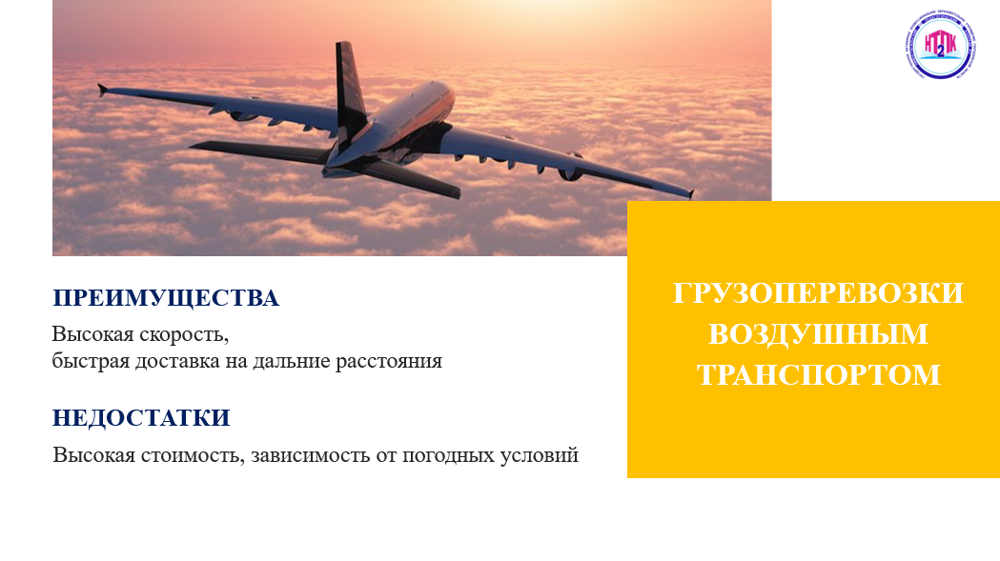 НТПК
2
ПРЕИМУЩЕСТВА
Высокая скорость,
быстрая доставка на дальние расстояния
НЕДОСТАТКИ
Высокая стоимость, зависимость от погодных условий
ГРУЗОПЕРЕВОЗКИ
ВОЗДУШНЫМ
ТРАНСПОРТОМ